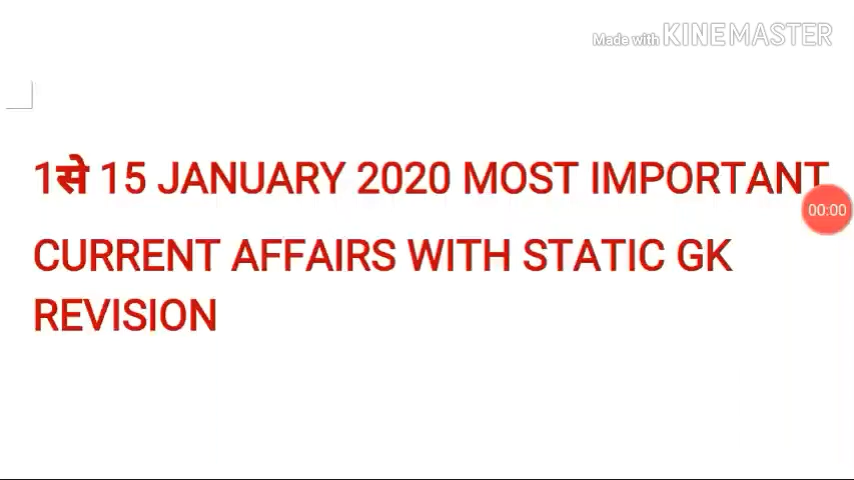 Made with KINEMASTER
1से 15 JANUARY 2020 MOST IMPORTANT
00:00
CURRENT AFFAIRS WITH STATIC GK
REVISION